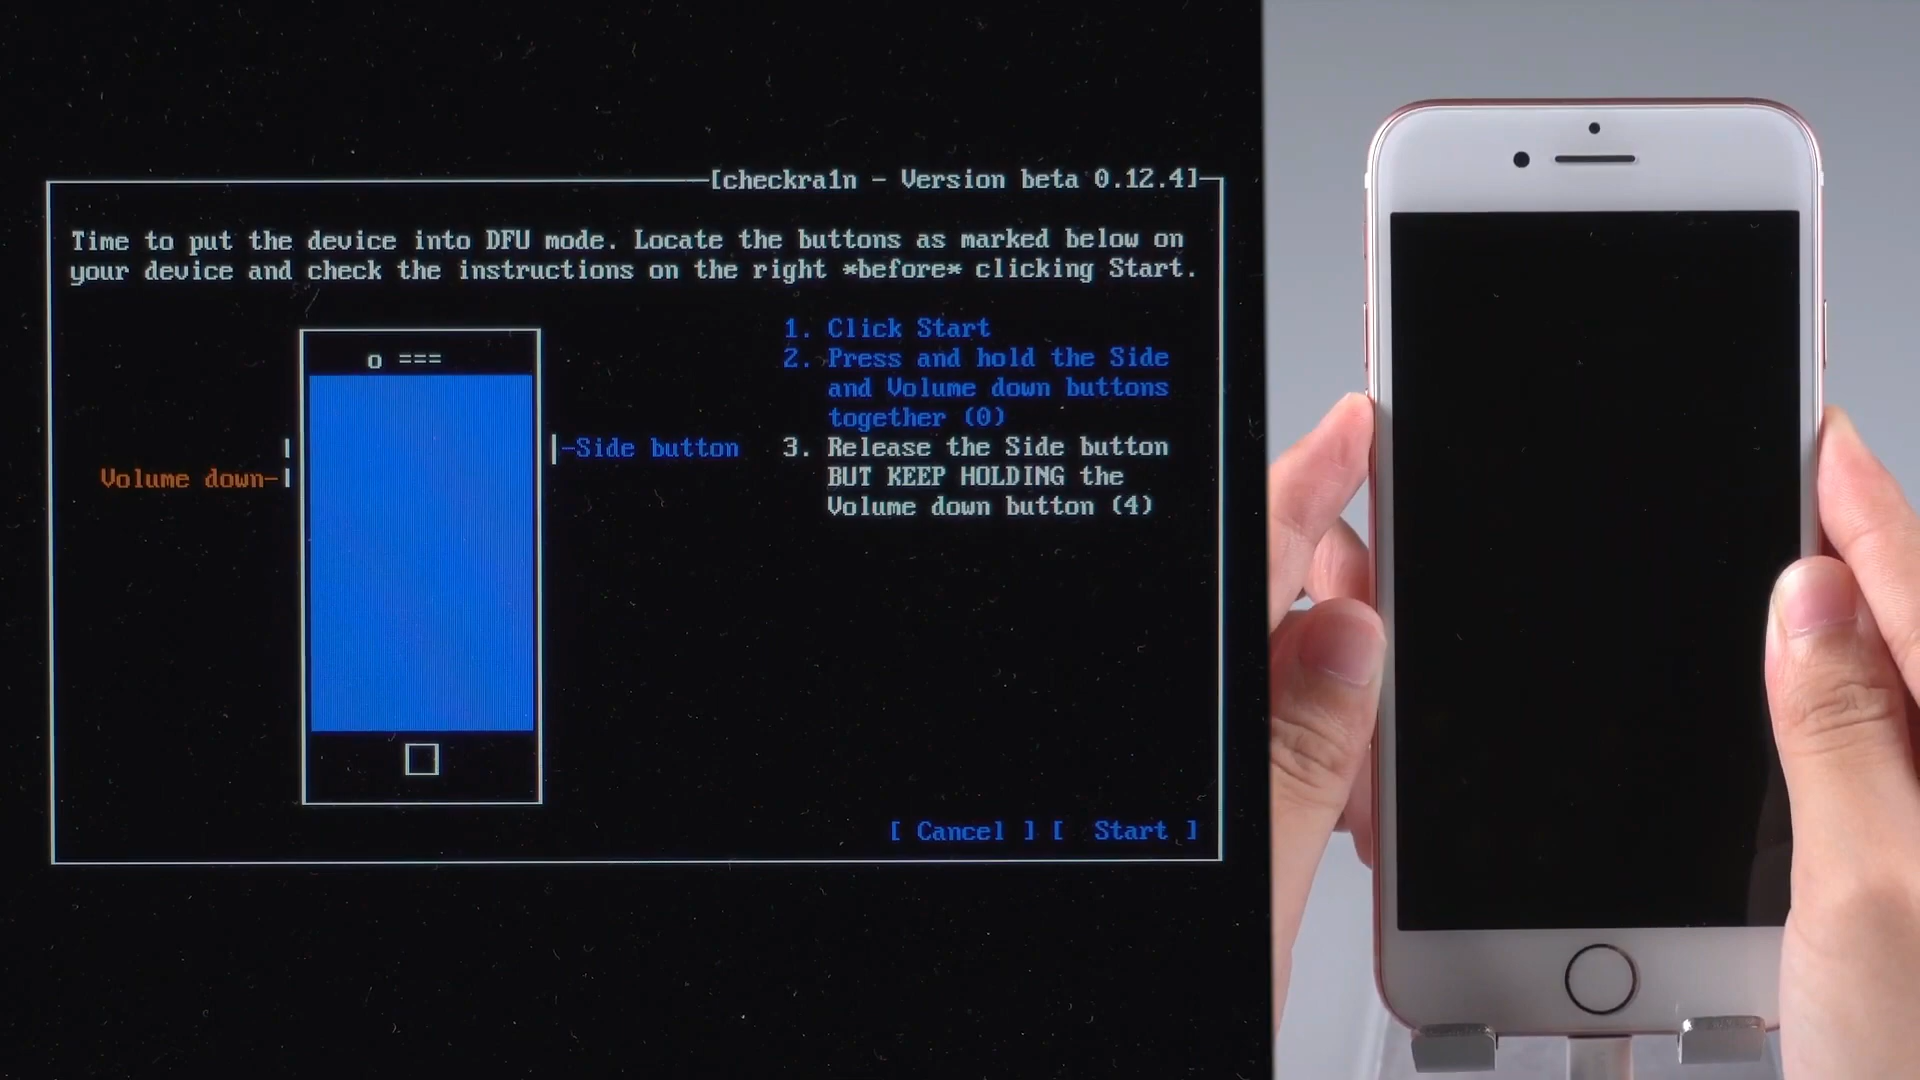 [checkra1n - Version beta 0.12.4]
Time to put the device into DFU mode. Locate the buttons as marked below on
your device and check the instructions on the right *before* clicking Start.
o ===
Volume down-
-Side button
1. Click Start
2. Press and hold the Side
and Volume down buttons
together (0)
3. Release the Side button
BUT KEEP HOLDING the
Volume down button (4)
[ Cancel ] [ Start ]